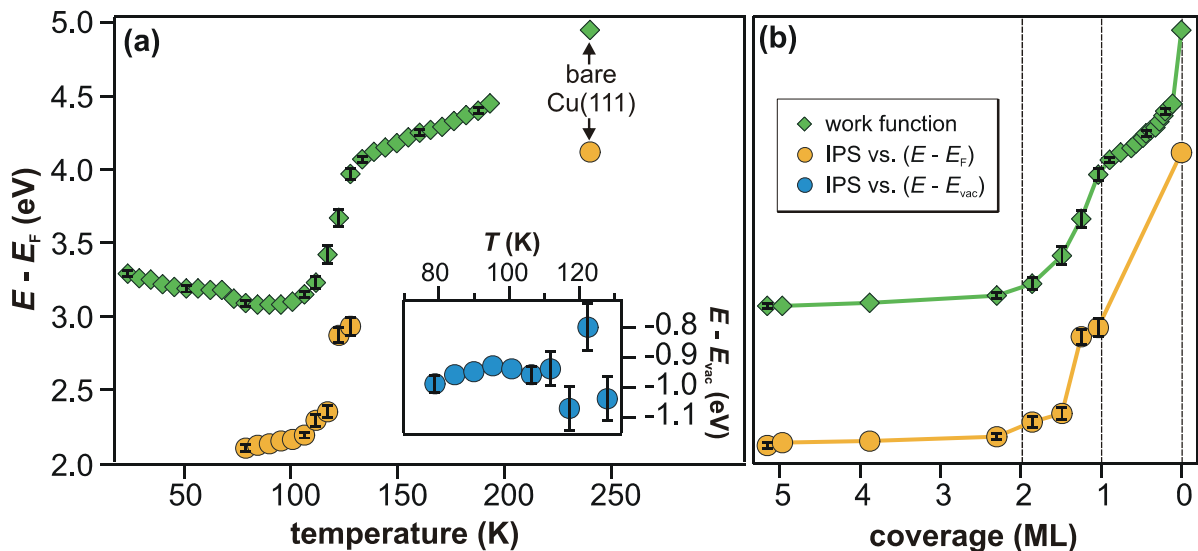 5.0
4.5
4.0
3.5
3.0
2.5
2.0
E - E_F (eV)
(a)
bare
Cu(111)
T (K)
80 100 120
-0.8
-0.9
-1.0
-1.1
E - E_vac (eV)
50 100 150 200 250
temperature (K)
(b)
work function
IPS vs. (E - E_F)
IPS vs. (E - E_vac)
5 4 3 2 1 0
coverage (ML)